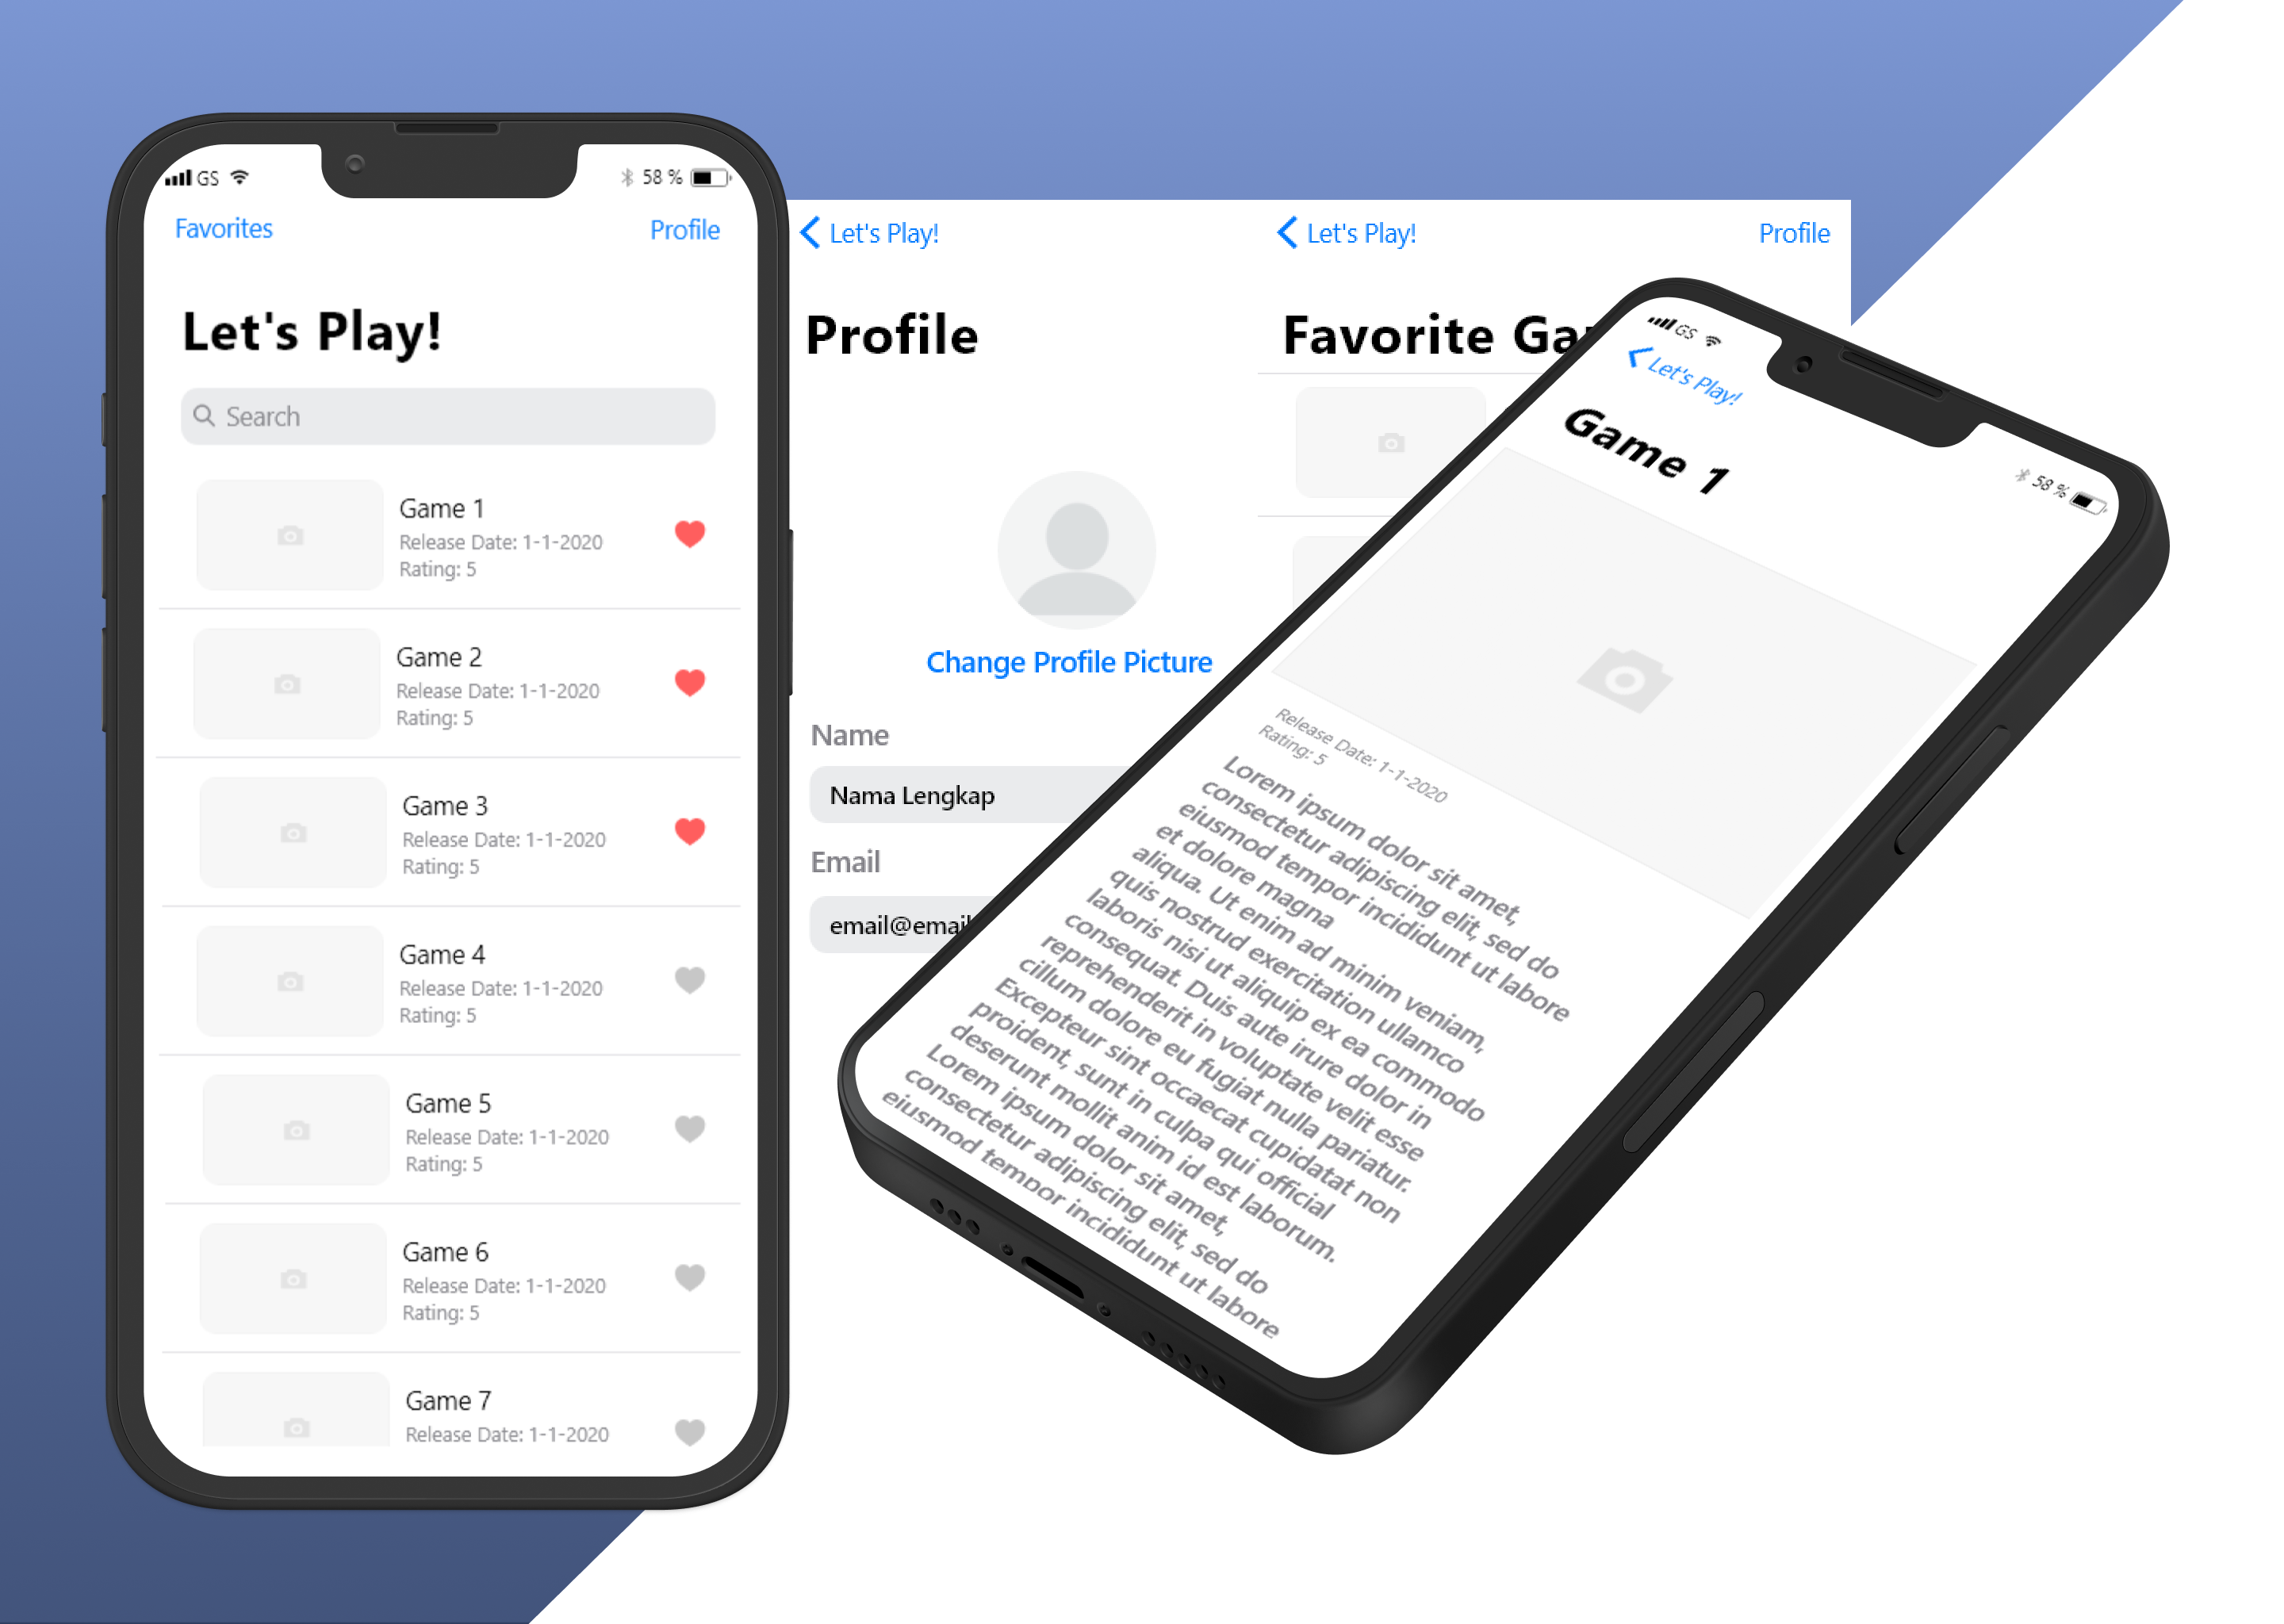 GS
58 %
Favorites
Profile
Let's Play!
Search
Game 1
Release Date: 1-1-2020
Rating: 5
Game 2
Release Date: 1-1-2020
Rating: 5
Game 3
Release Date: 1-1-2020
Rating: 5
Game 4
Release Date: 1-1-2020
Rating: 5
Game 5
Release Date: 1-1-2020
Rating: 5
Game 6
Release Date: 1-1-2020
Rating: 5
Game 7
Release Date: 1-1-2020
Let's Play!
Profile
Change Profile Picture
Name
Nama Lengkap
Email
email@email
Let's Play!
Profile
Favorite Ga
GS
58 %
Let's Play!
Game 1
Release Date: 1-1-2020
Rating: 5
Lorem ipsum dolor sit amet,
consectetur adipiscing elit, sed do
eiusmod tempor incididunt ut labore
et dolore magna
aliqua. Ut enim ad minim veniam,
quis nostrud exercitation ullamco
laboris nisi ut aliquip ex ea commodo
consequat. Duis aute irure dolor in
reprehenderit in voluptate velit esse
cillum dolore eu fugiat nulla pariatur.
Excepteur sint occaecat cupidatat non
proident, sunt in culpa qui official
deserunt mollit anim id est laborum.
Lorem ipsum dolor sit amet,
consectetur adipiscing elit, sed do
eiusmod tempor incididunt ut labore